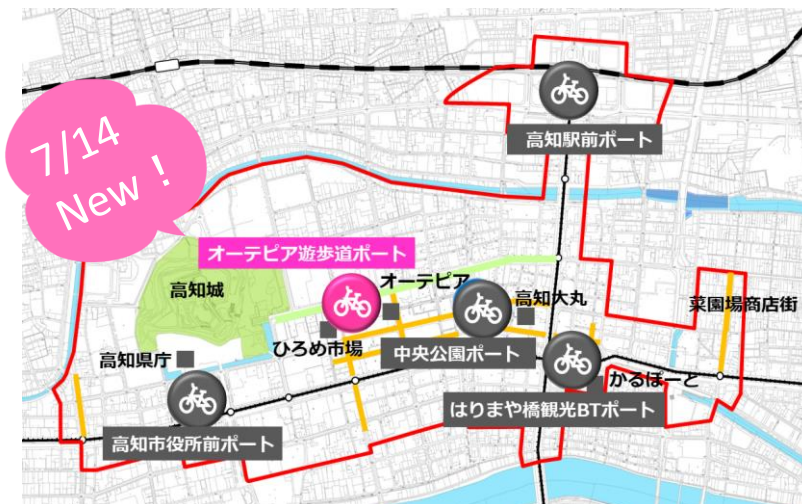 高知駅前ポート
7/14
New！
オーテピア遊歩道ポート
オーテピア
高知城
高知大丸
菜園場商店街
ひろめ市場
中央公園ポート
高知県庁
かるぽーと
はりまや橋観光BTポート
高知市役所前ポート